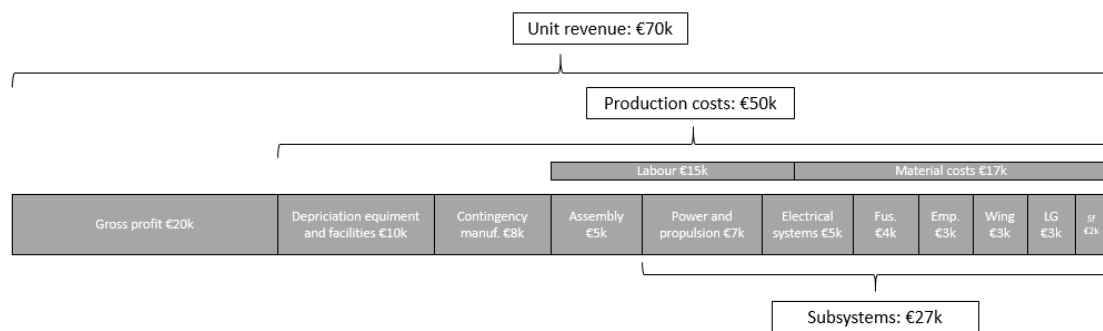 Unit revenue: €70k
Production costs: €50k
Labour €15k
Material costs €17k
Gross profit €20k
Depriciation equiment
and facilities €10k
Contingency
manuf. €8k
Assembly
€5k
Power and
propulsion €7k
Electrical
systems €5k
Fus.
€4k
Emp.
€3k
Wing
€3k
LG
€3k
Sf
€2k
Subsystems: €27k